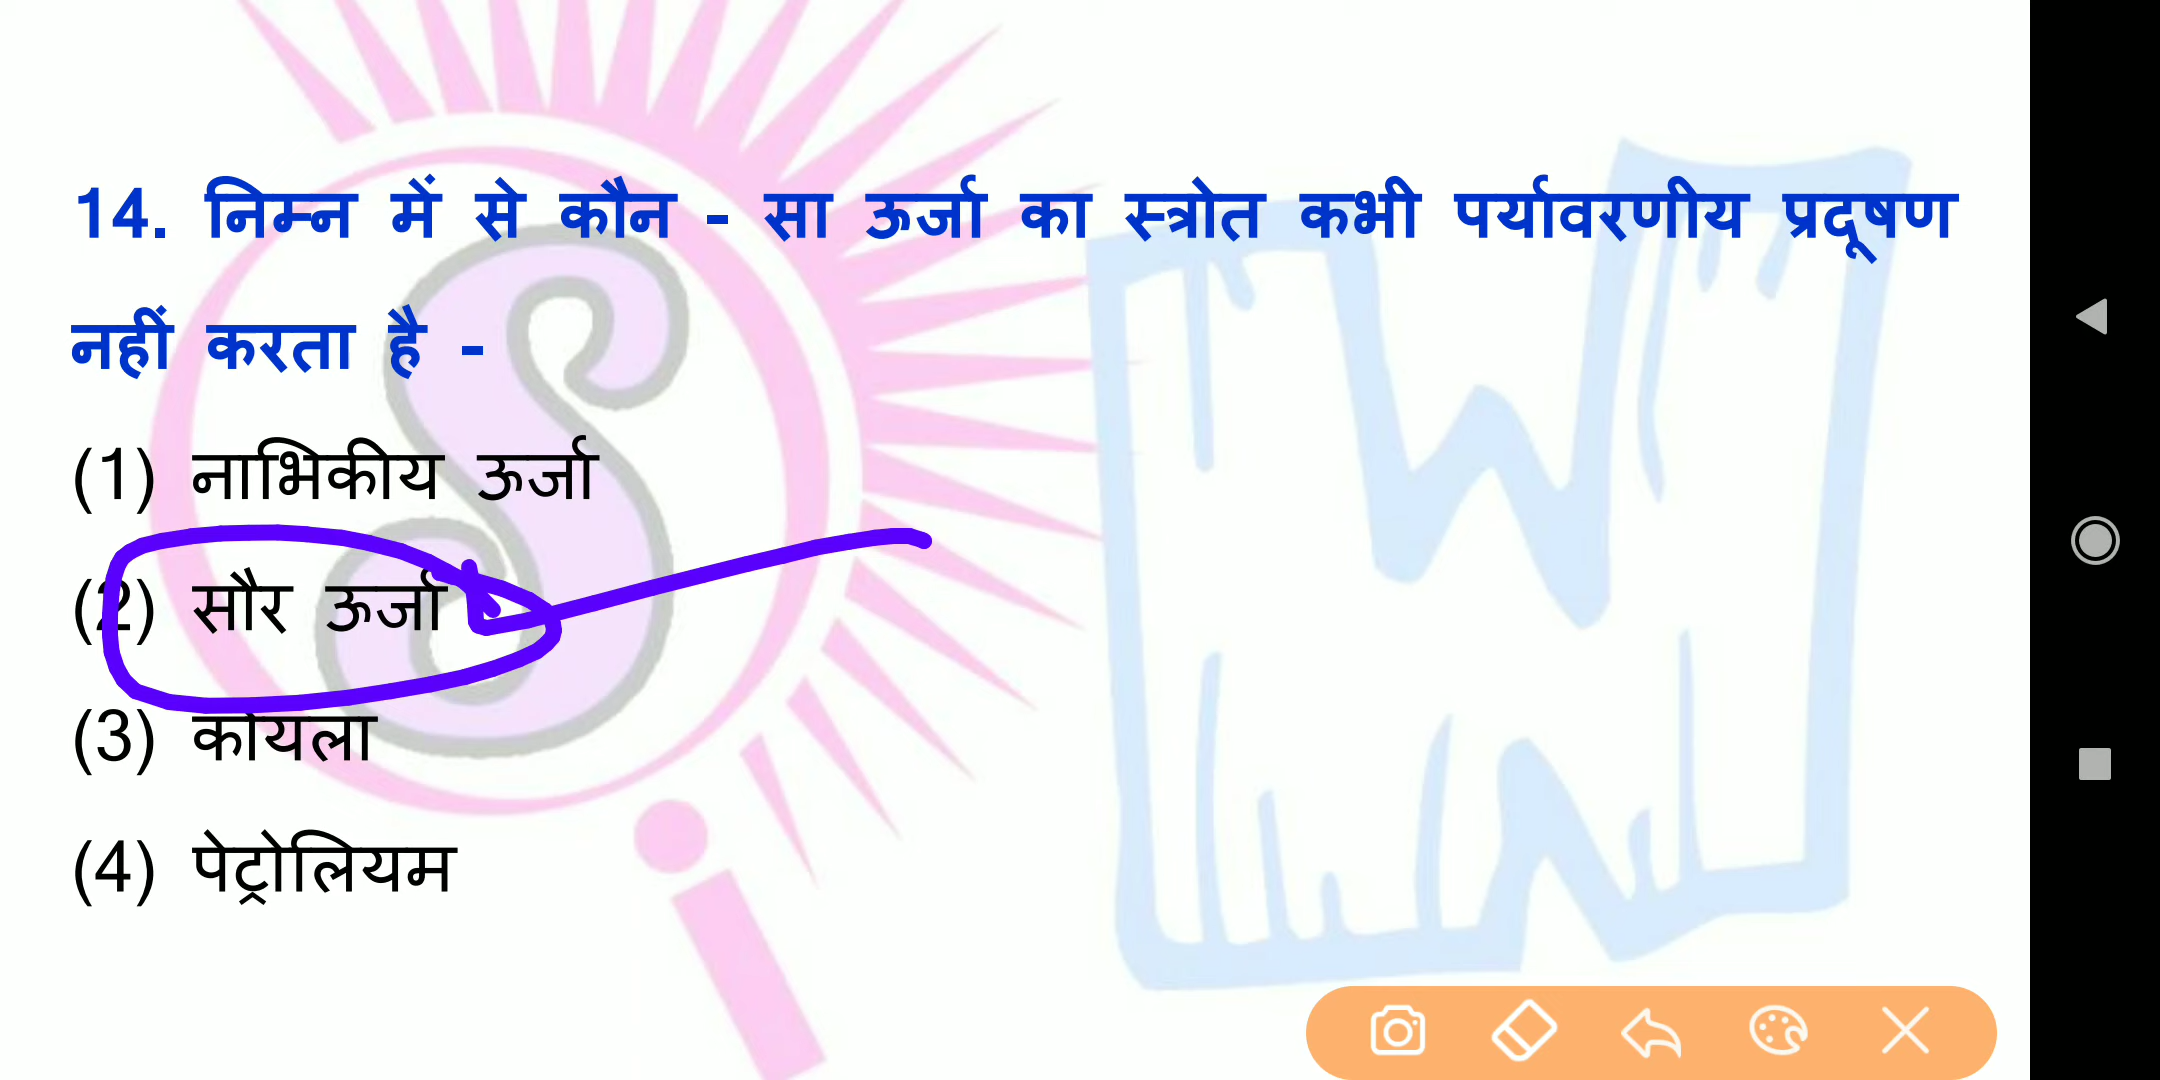 14. निम्न में से कौन - सा ऊर्जा का स्त्रोत कभी पर्यावरणीय प्रदूषण
नहीं करता है -
(1) नाभिकीय ऊर्जा
(2) सौर ऊर्जा
(3) कोयला
(4) पेट्रोलियम